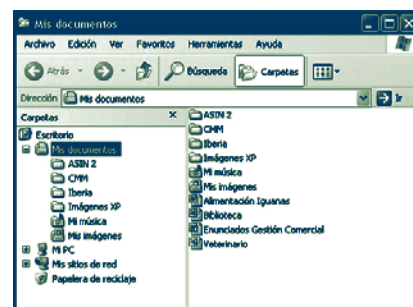 Mis documentos
Archivo Edición Ver Favoritos Herramientas Ayuda
Atrás Búsqueda Carpetas
Dirección Mis documentos Ir
Carpetas ×
Escritorio
Mis documentos
ASIN 2
CMM
Iberia
Imágenes XP
Mi música
Mis imágenes
Mi PC
Mis sitios de red
Papelera de reciclaje
ASIN 2
CMM
Iberia
Imágenes XP
Mi música
Mis imágenes
Alimentación Iguanas
Biblioteca
Enunciados Gestión Comercial
Veterinario